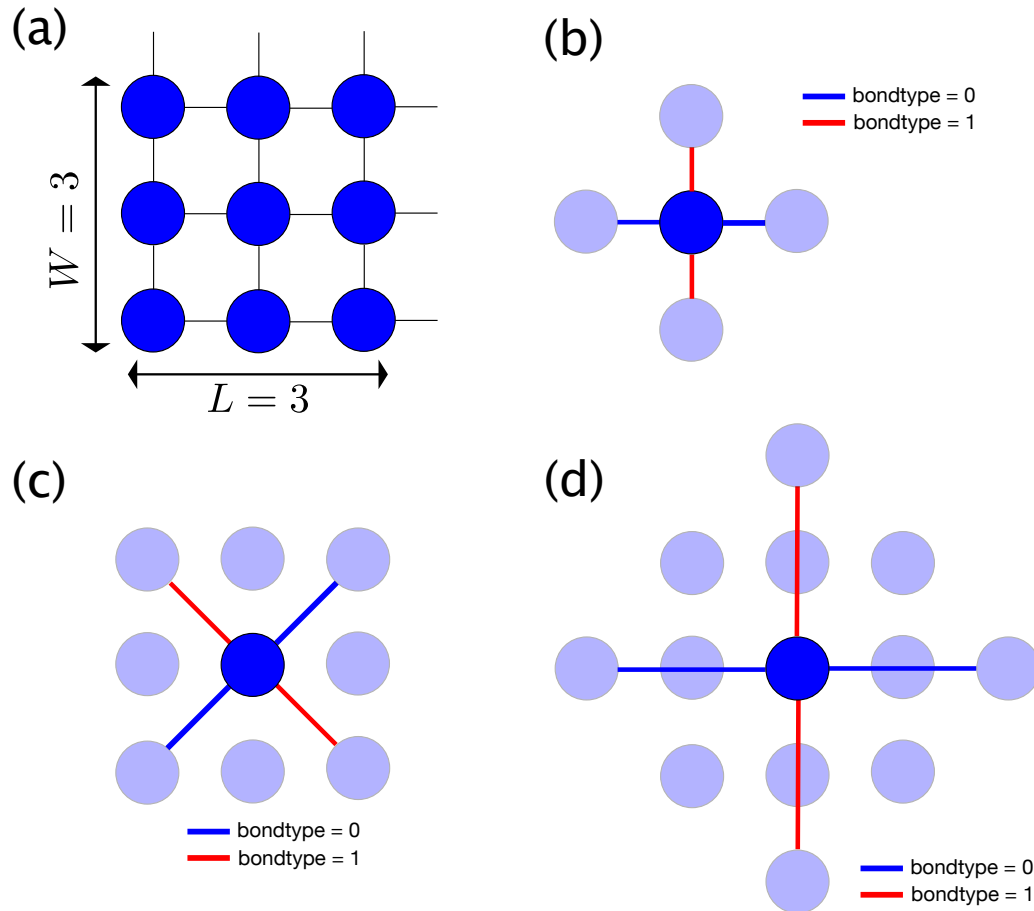 (a)
W = 3
L = 3
(b)
bondtype = 0
bondtype = 1
(c)
bondtype = 0
bondtype = 1
(d)
bondtype = 0
bondtype = 1